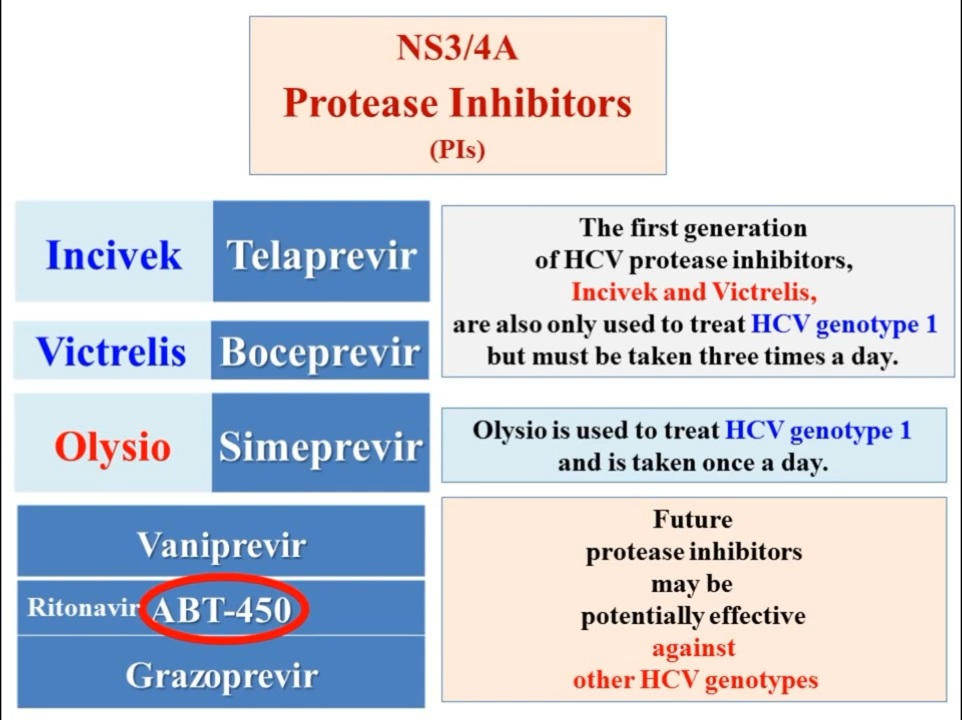 NS3/4A
Protease Inhibitors
(PIs)
Incivek Telaprevir
Victrelis Boceprevir
The first generation
of HCV protease inhibitors,
Incivek and Victrelis,
are also only used to treat HCV genotype 1
but must be taken three times a day.
Olysio Simeprevir
Olysio is used to treat HCV genotype 1
and is taken once a day.
Vaniprevir
Ritonavir ABT-450
Grazoprevir
Future
protease inhibitors
may be
potentially effective
against
other HCV genotypes